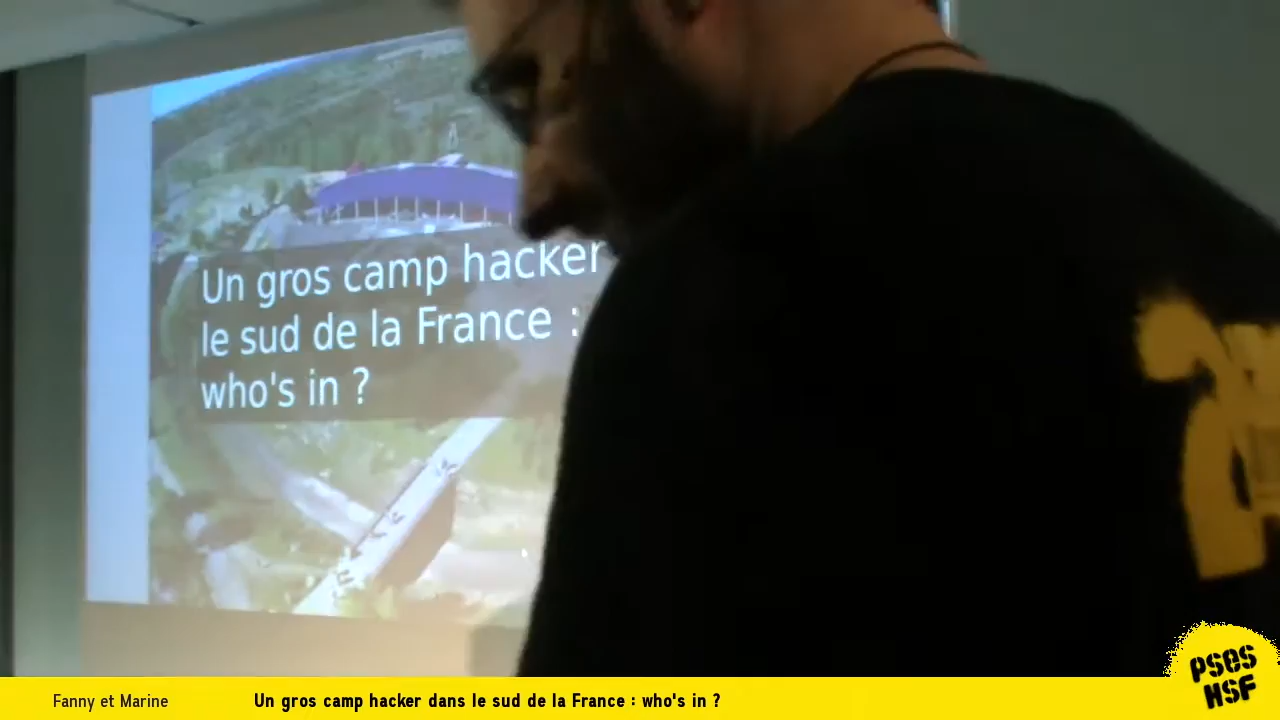 Un gros camp hacker
le sud de la France :
who's in ?
Fanny et Marine
Un gros camp hacker dans le sud de la France : who's in ?
PSES
HSF